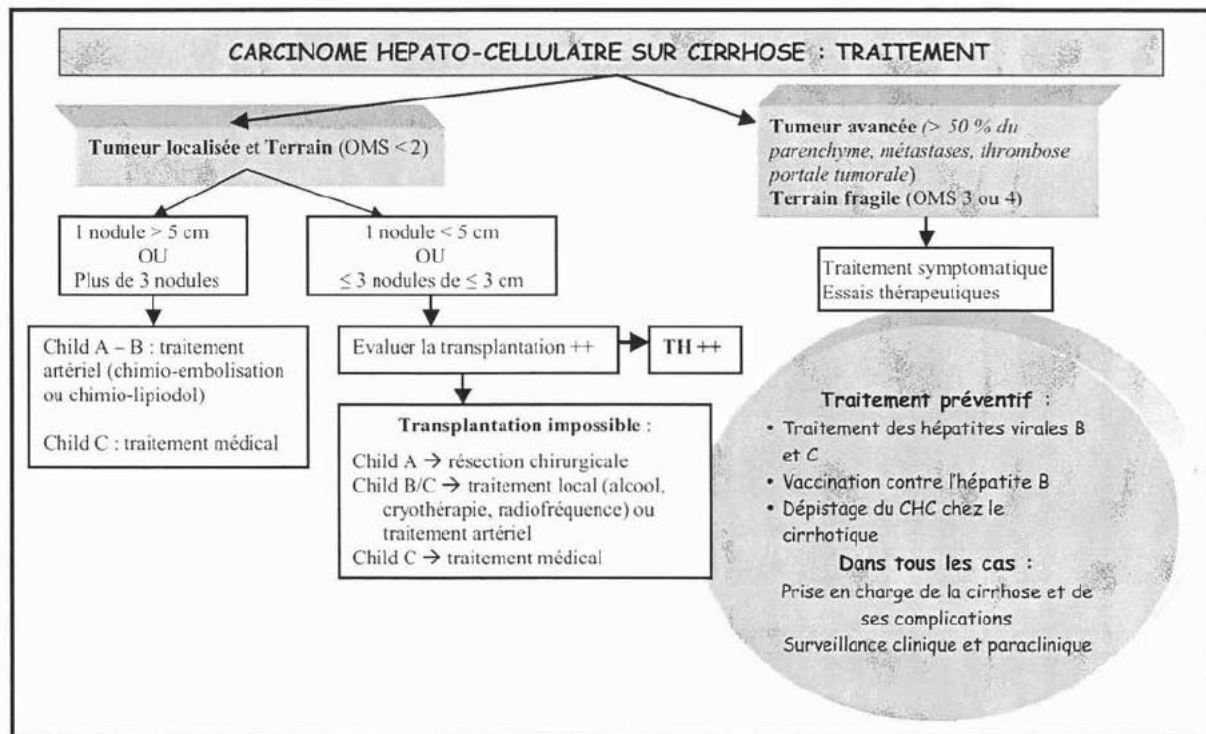 CARCINOME HEPATO-CELLULAIRE SUR CIRRHOSE : TRAITEMENT
Tumeur localisée et Terrain (OMS < 2)
Tumeur avancée (> 50 % du
parenchyme, métastases, thrombose
portale tumorale)
Terrain fragile (OMS 3 ou 4)
1 nodule > 5 cm
OU
Plus de 3 nodules
1 nodule < 5 cm
OU
≤ 3 nodules de ≤ 3 cm
Traitement symptomatique
Essais thérapeutiques
Child A – B : traitement
artériel (chimio-embolisation
ou chimio-lipiodol)
Child C : traitement médical
Evaluer la transplantation ++
TH ++
Transplantation impossible :
Child A → résection chirurgicale
Child B/C → traitement local (alcool,
cryothérapie, radiofréquence) ou
traitement artériel
Child C → traitement médical
Traitement préventif :
• Traitement des hépatites virales B
et C
• Vaccination contre l'hépatite B
• Dépistage du CHC chez le
cirrhotique
Dans tous les cas :
Prise en charge de la cirrhose et de
ses complications
Surveillance clinique et paraclinique